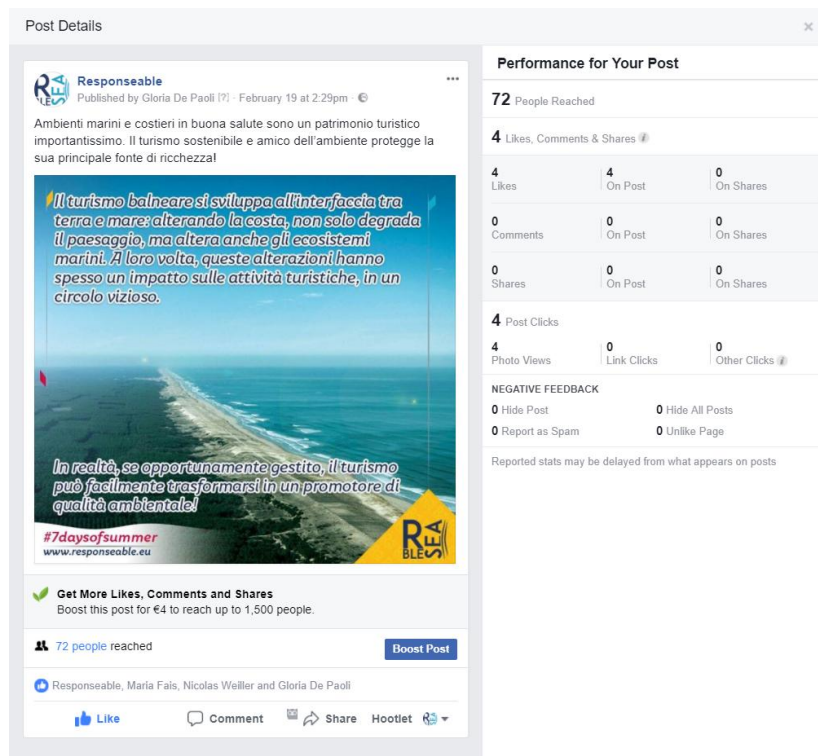 Post Details
Responseable
Published by Gloria De Paoli [?] · February 19 at 2:29pm ·
Ambienti marini e costieri in buona salute sono un patrimonio turistico
importantissimo. Il turismo sostenibile e amico dell'ambiente protegge la
sua principale fonte di ricchezza!
Il turismo balneare si sviluppa all'interfaccia tra
terra e mare: alterando la costa, non solo degrada
il paesaggio, ma altera anche gli ecosistemi
marini. A loro volta, queste alterazioni hanno
spesso un impatto sulle attività turistiche, in un
circolo vizioso.
In realtà, se opportunamente gestito, il turismo
può facilmente trasformarsi in un promotore di
qualità ambientale!
#7daysofsummer
www.responseable.eu
R SEA
BLE
Get More Likes, Comments and Shares
Boost this post for €4 to reach up to 1,500 people.
72 people reached
Boost Post
Responseable, Maria Fais, Nicolas Weiller and Gloria De Paoli
Like Comment Share Hootlet
Performance for Your Post
72 People Reached
4 Likes, Comments & Shares
4 4 0
Likes On Post On Shares
0 0 0
Comments On Post On Shares
0 0 0
Shares On Post On Shares
4 Post Clicks
4 0 0
Photo Views Link Clicks Other Clicks
NEGATIVE FEEDBACK
0 Hide Post 0 Hide All Posts
0 Report as Spam 0 Unlike Page
Reported stats may be delayed from what appears on posts